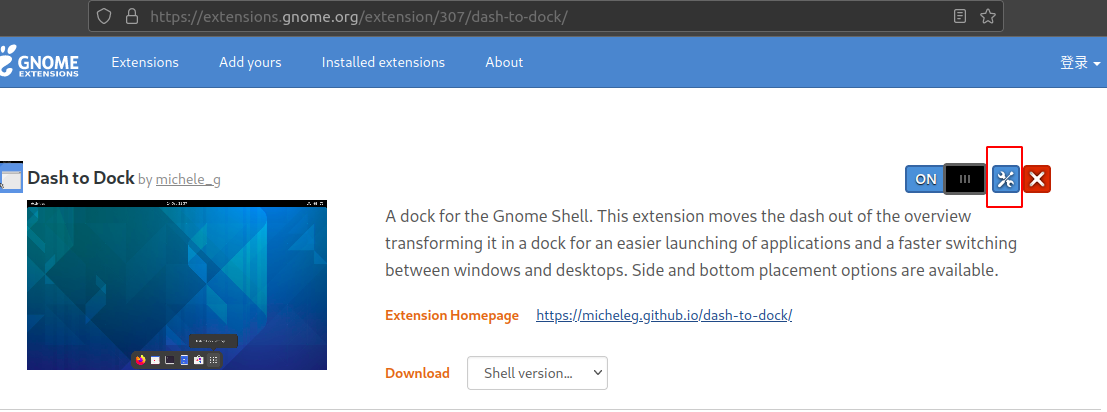 https://extensions.gnome.org/extension/307/dash-to-dock/
GNOME
EXTENSIONS
Extensions
Add yours
Installed extensions
About
登录
Dash to Dock by michele_g
ON
A dock for the Gnome Shell. This extension moves the dash out of the overview
transforming it in a dock for an easier launching of applications and a faster switching
between windows and desktops. Side and bottom placement options are available.
Extension Homepage https://micheleg.github.io/dash-to-dock/
Download Shell version...